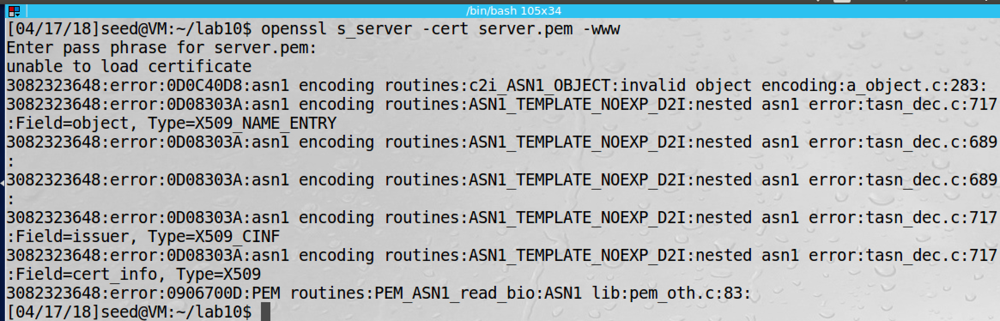 /bin/bash 105x34
[04/17/18]seed@VM:~/lab10$ openssl s_server -cert server.pem -www
Enter pass phrase for server.pem:
unable to load certificate
3082323648:error:0D0C40D8:asn1 encoding routines:c2i_ASN1_OBJECT:invalid object encoding:a_object.c:283:
3082323648:error:0D08303A:asn1 encoding routines:ASN1_TEMPLATE_NOEXP_D2I:nested asn1 error:tasn_dec.c:717
:Field=object, Type=X509_NAME_ENTRY
3082323648:error:0D08303A:asn1 encoding routines:ASN1_TEMPLATE_NOEXP_D2I:nested asn1 error:tasn_dec.c:689
:
3082323648:error:0D08303A:asn1 encoding routines:ASN1_TEMPLATE_NOEXP_D2I:nested asn1 error:tasn_dec.c:689
:
3082323648:error:0D08303A:asn1 encoding routines:ASN1_TEMPLATE_NOEXP_D2I:nested asn1 error:tasn_dec.c:717
:Field=issuer, Type=X509_CINF
3082323648:error:0D08303A:asn1 encoding routines:ASN1_TEMPLATE_NOEXP_D2I:nested asn1 error:tasn_dec.c:717
:Field=cert_info, Type=X509
3082323648:error:0906700D:PEM routines:PEM_ASN1_read_bio:ASN1 lib:pem_oth.c:83:
[04/17/18]seed@VM:~/lab10$